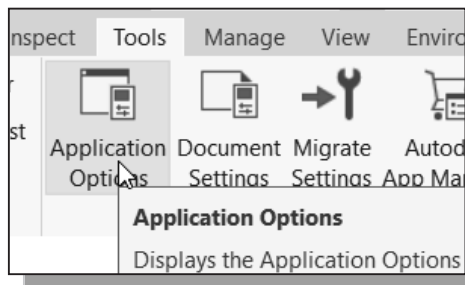 nspect Tools Manage View Enviro
r
st
Application Document Migrate Autod
Options Settings Settings App Mar
Application Options
Displays the Application Options